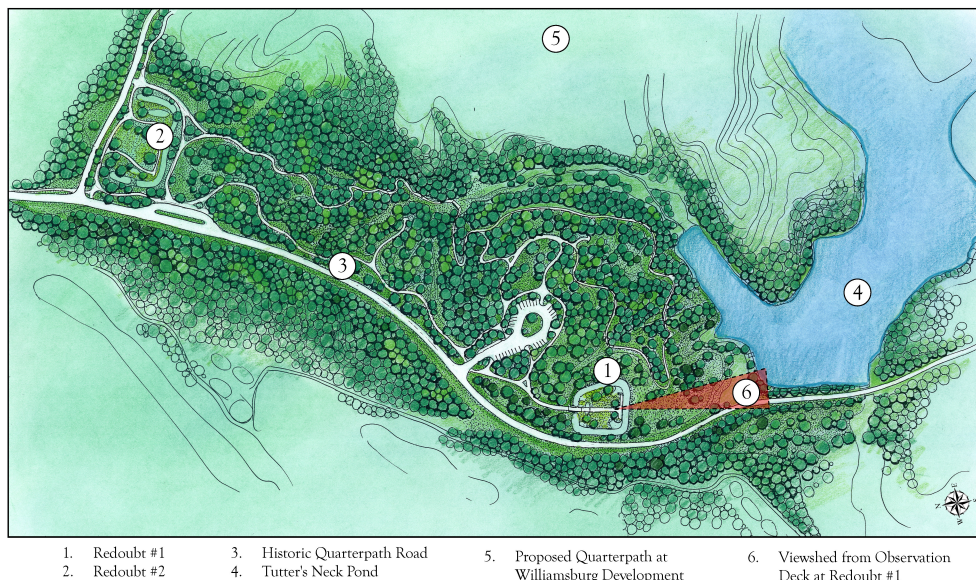 5
2
3
4
1
6
1. Redoubt #1
2. Redoubt #2
3. Historic Quarterpath Road
4. Tutter's Neck Pond
5. Proposed Quarterpath at
Williamsburg Development
6. Viewshed from Observation
Deck at Redoubt #1